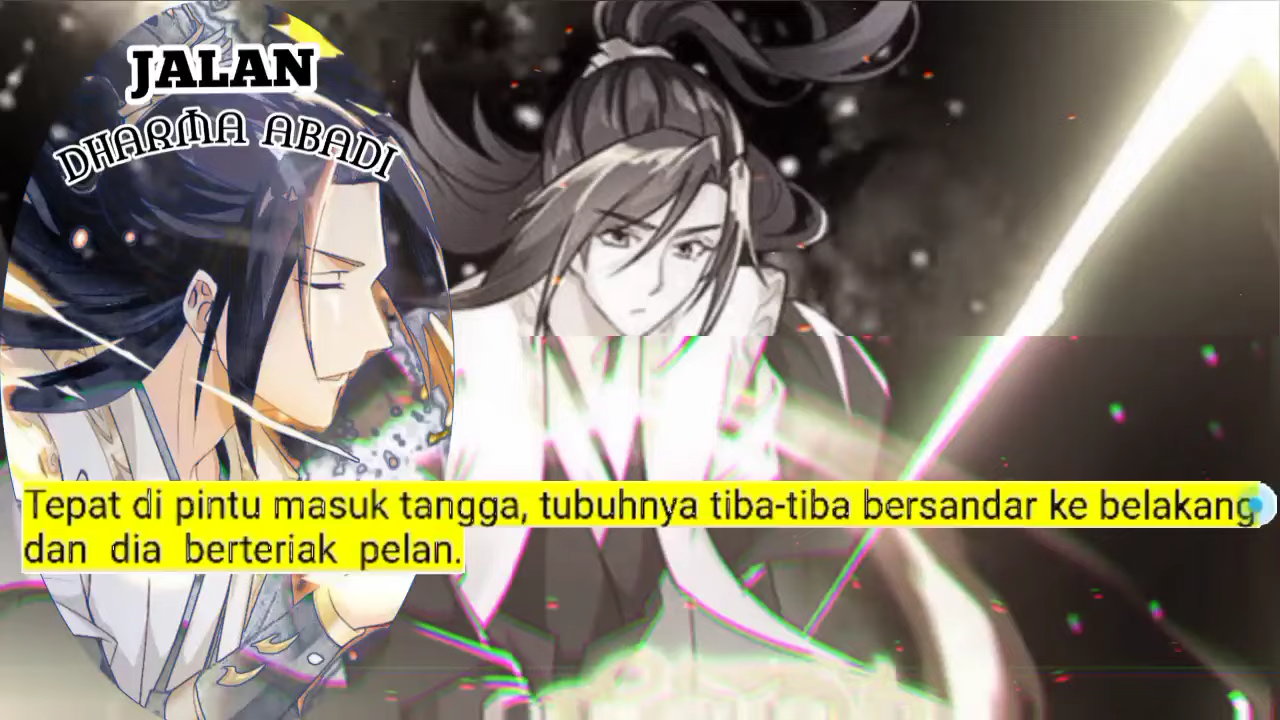 JALAN
DHARMA ABADI
Tepat di pintu masuk tangga, tubuhnya tiba-tiba bersandar ke belakang
dan dia berteriak pelan.